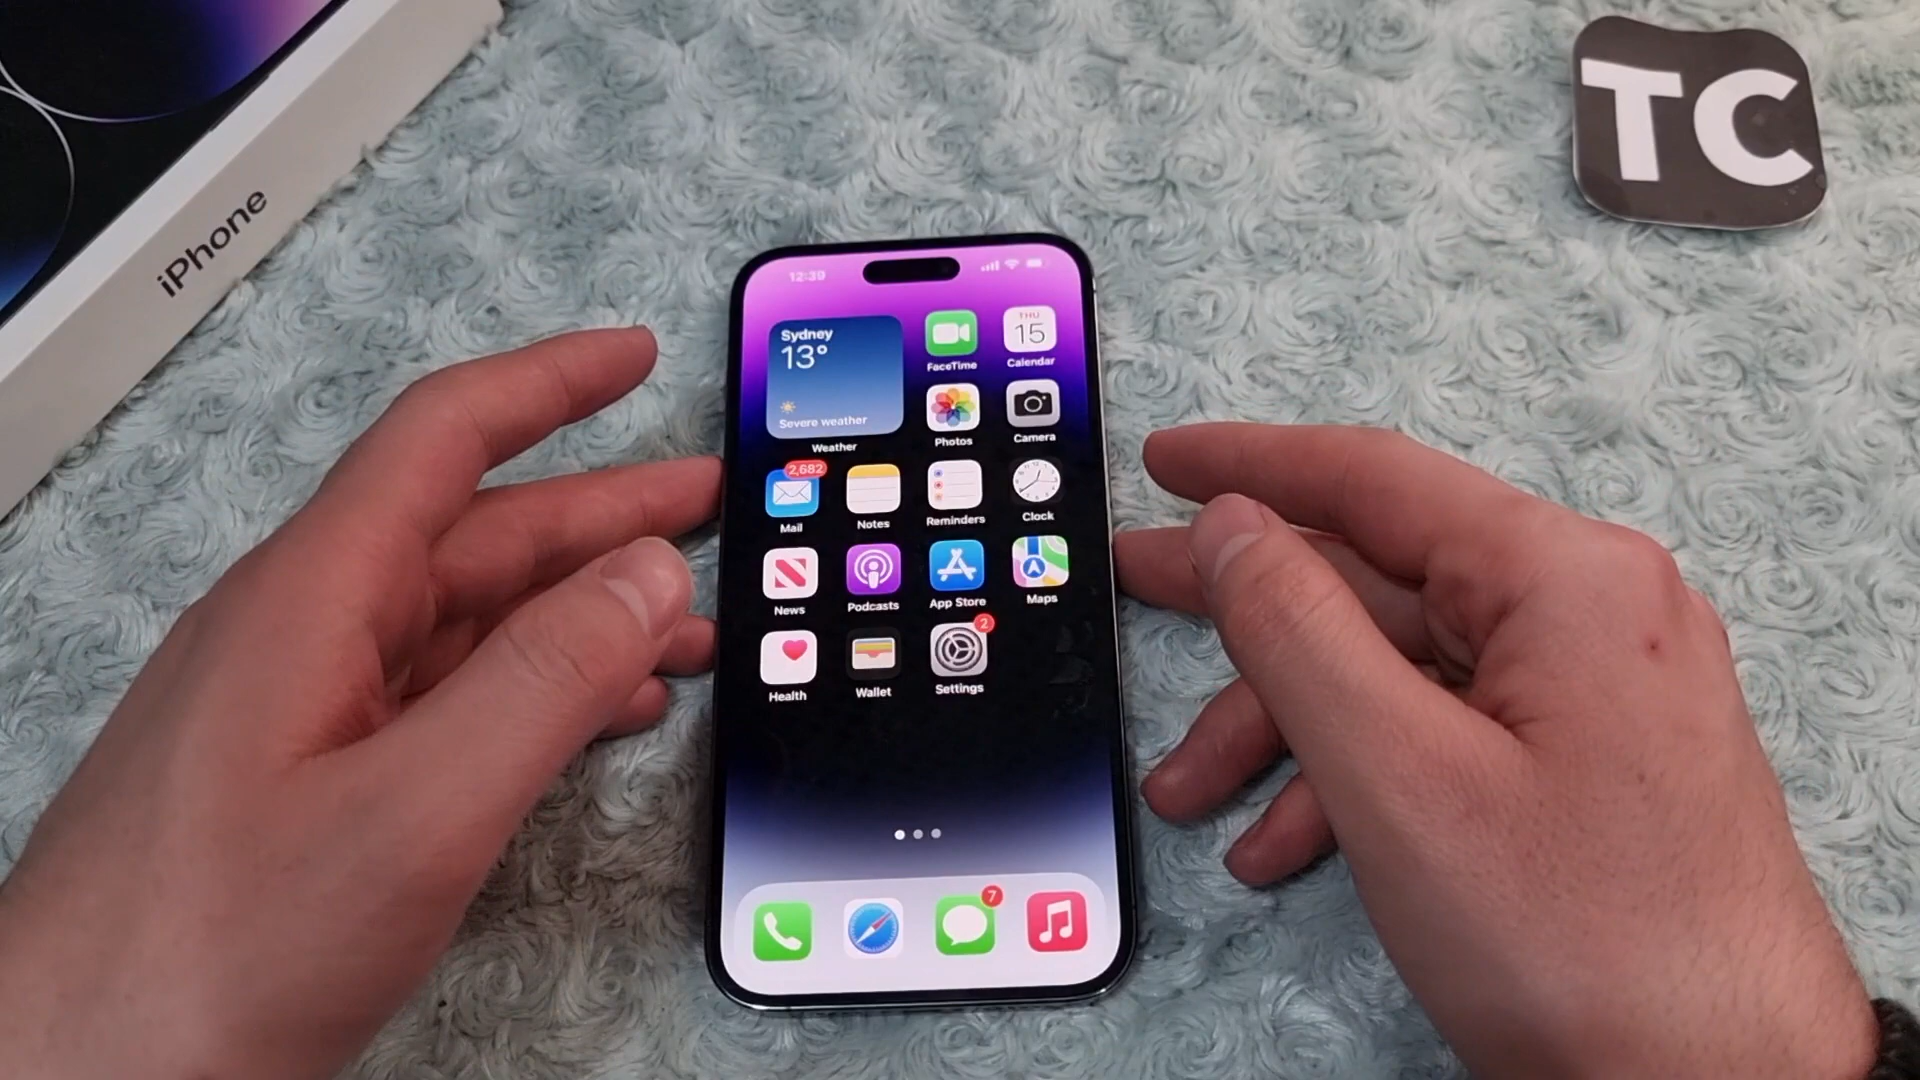 iPhone
TC
12:39
Sydney
13°
Severe weather
Weather
FaceTime
THU
15
Calendar
Photos
Camera
2,682
Mail
Notes
Reminders
Clock
News
Podcasts
App Store
Maps
Health
Wallet
2
Settings
7